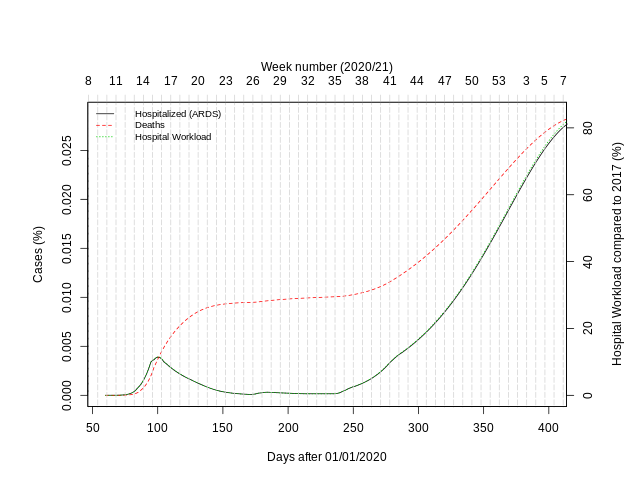 Week number (2020/21)
8 11 14 17 20 23 26 29 32 35 38 41 44 47 50 53 3 5 7
Hospitalized (ARDS)
Deaths
Hospital Workload
Cases (%)
0.025
0.020
0.015
0.010
0.005
0.000
80
60
40
20
0
Hospital Workload compared to 2017 (%)
50 100 150 200 250 300 350 400
Days after 01/01/2020